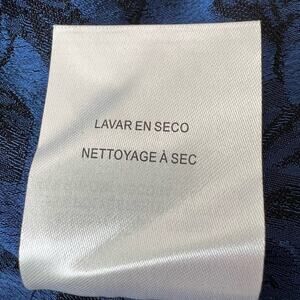 LAVAR EN SECO
NETTOYAGE À SEC